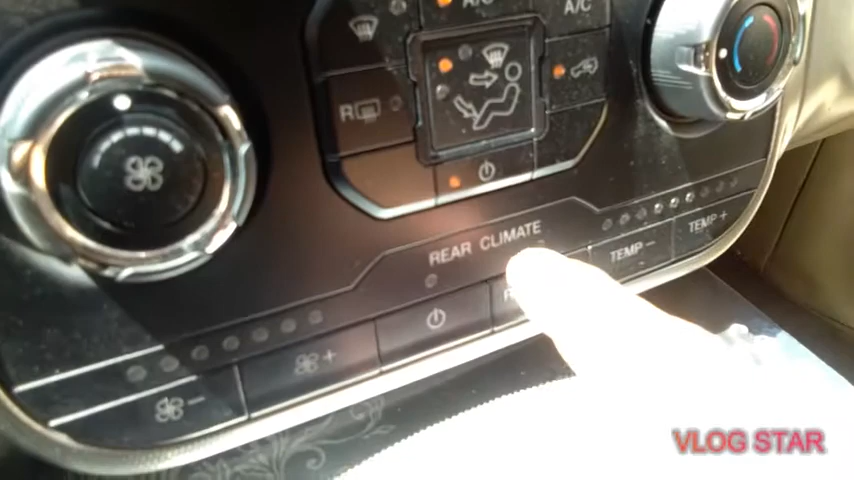 A/C
A/C
R
REAR CLIMATE
TEMP - TEMP +
R
+
-
VLOG STAR